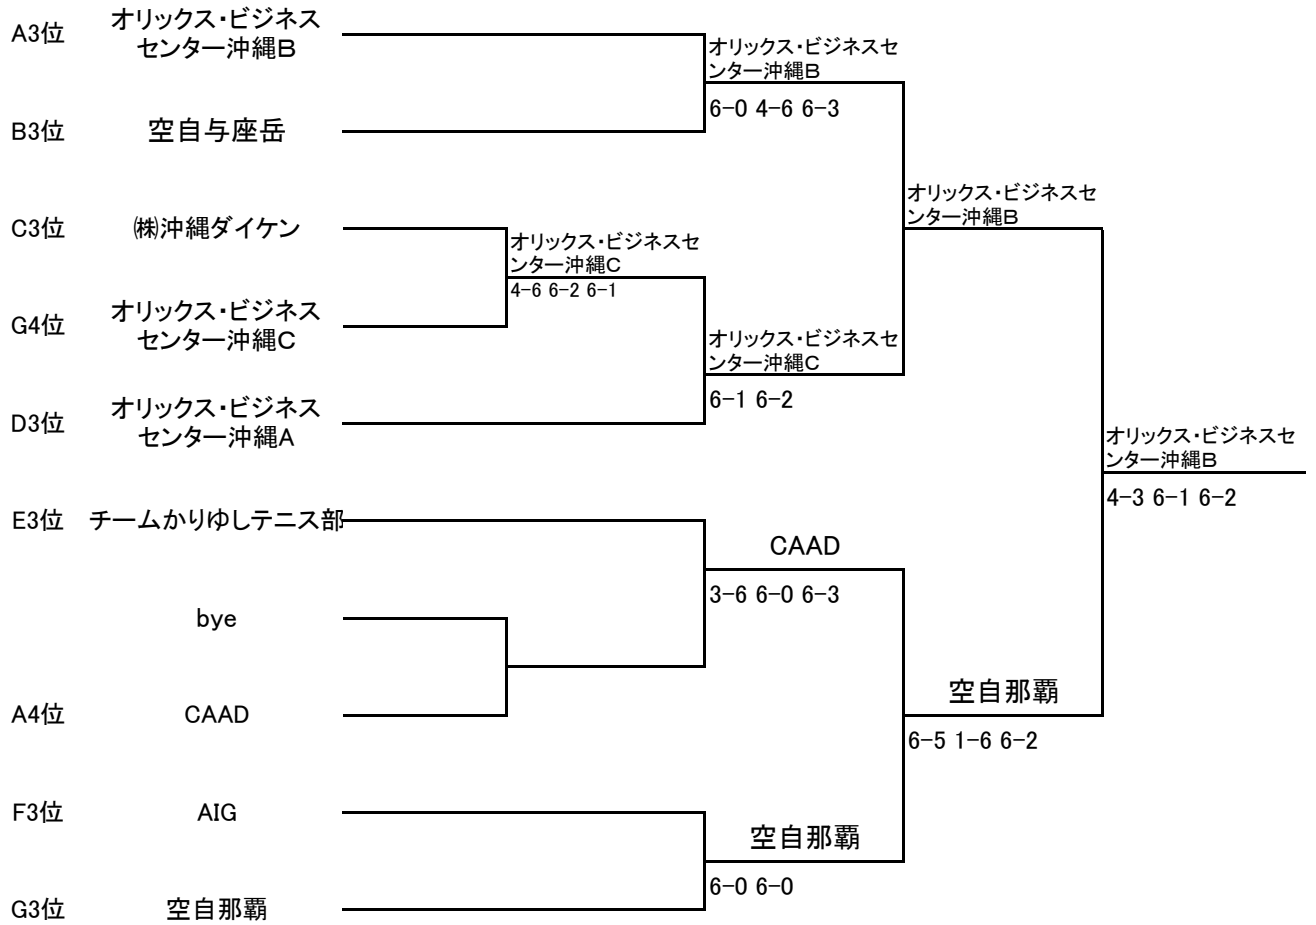 A3位
オリックス・ビジネス
センター沖縄B
オリックス・ビジネスセ
ンター沖縄B
6-0 4-6 6-3
B3位
空自与座岳
オリックス・ビジネスセ
ンター沖縄B
C3位
㈱沖縄ダイケン
オリックス・ビジネスセ
ンター沖縄C
4-6 6-2 6-1
G4位
オリックス・ビジネス
センター沖縄C
オリックス・ビジネスセ
ンター沖縄C
6-1 6-2
D3位
オリックス・ビジネス
センター沖縄A
オリックス・ビジネスセ
ンター沖縄B
4-3 6-1 6-2
E3位
チームかりゆしテニス部
CAAD
3-6 6-0 6-3
bye
空自那覇
6-5 1-6 6-2
A4位
CAAD
F3位
AIG
空自那覇
6-0 6-0
G3位
空自那覇